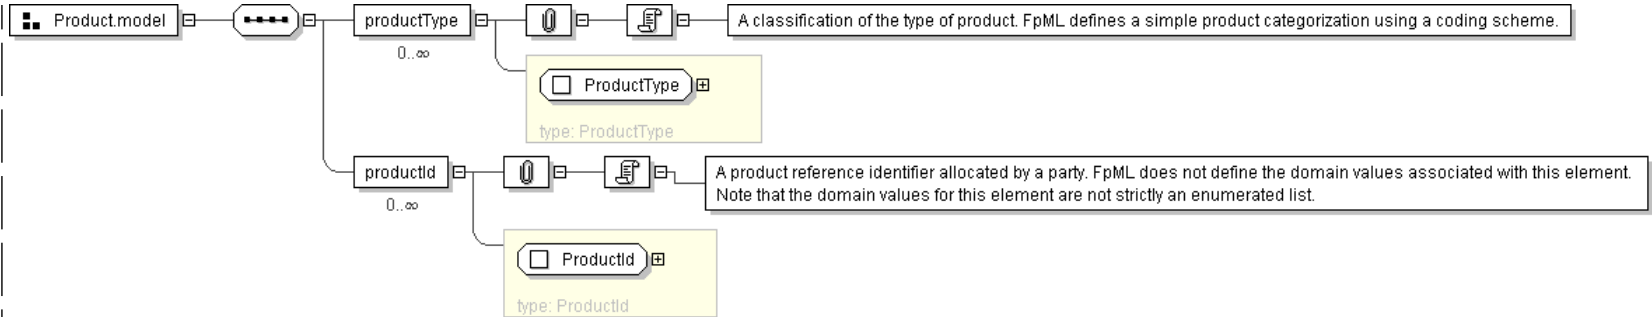 Product.model
productType
A classification of the type of product. FpML defines a simple product categorization using a coding scheme.
0..∞
ProductType
type: ProductType
productId
A product reference identifier allocated by a party. FpML does not define the domain values associated with this element.
Note that the domain values for this element are not strictly an enumerated list.
0..∞
ProductId
type: ProductId